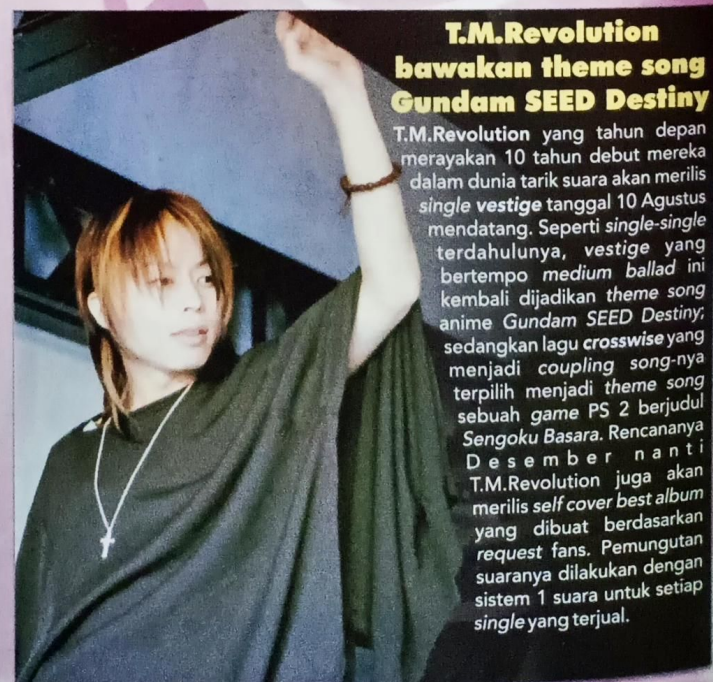 T.M.Revolution
bawakan theme song
Gundam SEED Destiny
T.M.Revolution yang tahun depan
merayakan 10 tahun debut mereka
dalam dunia tarik suara akan merilis
single vestige tanggal 10 Agustus
mendatang. Seperti single-single
terdahulunya, vestige yang
bertempo medium ballad ini
kembali dijadikan theme song
anime Gundam SEED Destiny;
sedangkan lagu crosswise yang
menjadi coupling song-nya
terpilih menjadi theme song
sebuah game PS 2 berjudul
Sengoku Basara. Rencananya
Desember nanti
T.M.Revolution juga akan
merilis self cover best album
yang dibuat berdasarkan
request fans. Pemungutan
suaranya dilakukan dengan
sistem 1 suara untuk setiap
single yang terjual.